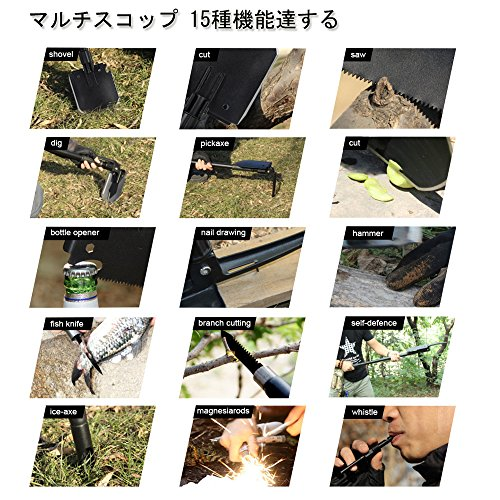 マルチスコップ 15種機能達する
shovel
cut
saw
dig
pickaxe
cut
bottle opener
nail drawing
hammer
fish knife
branch cutting
self-defence
ice-axe
magnesiarods
whistle